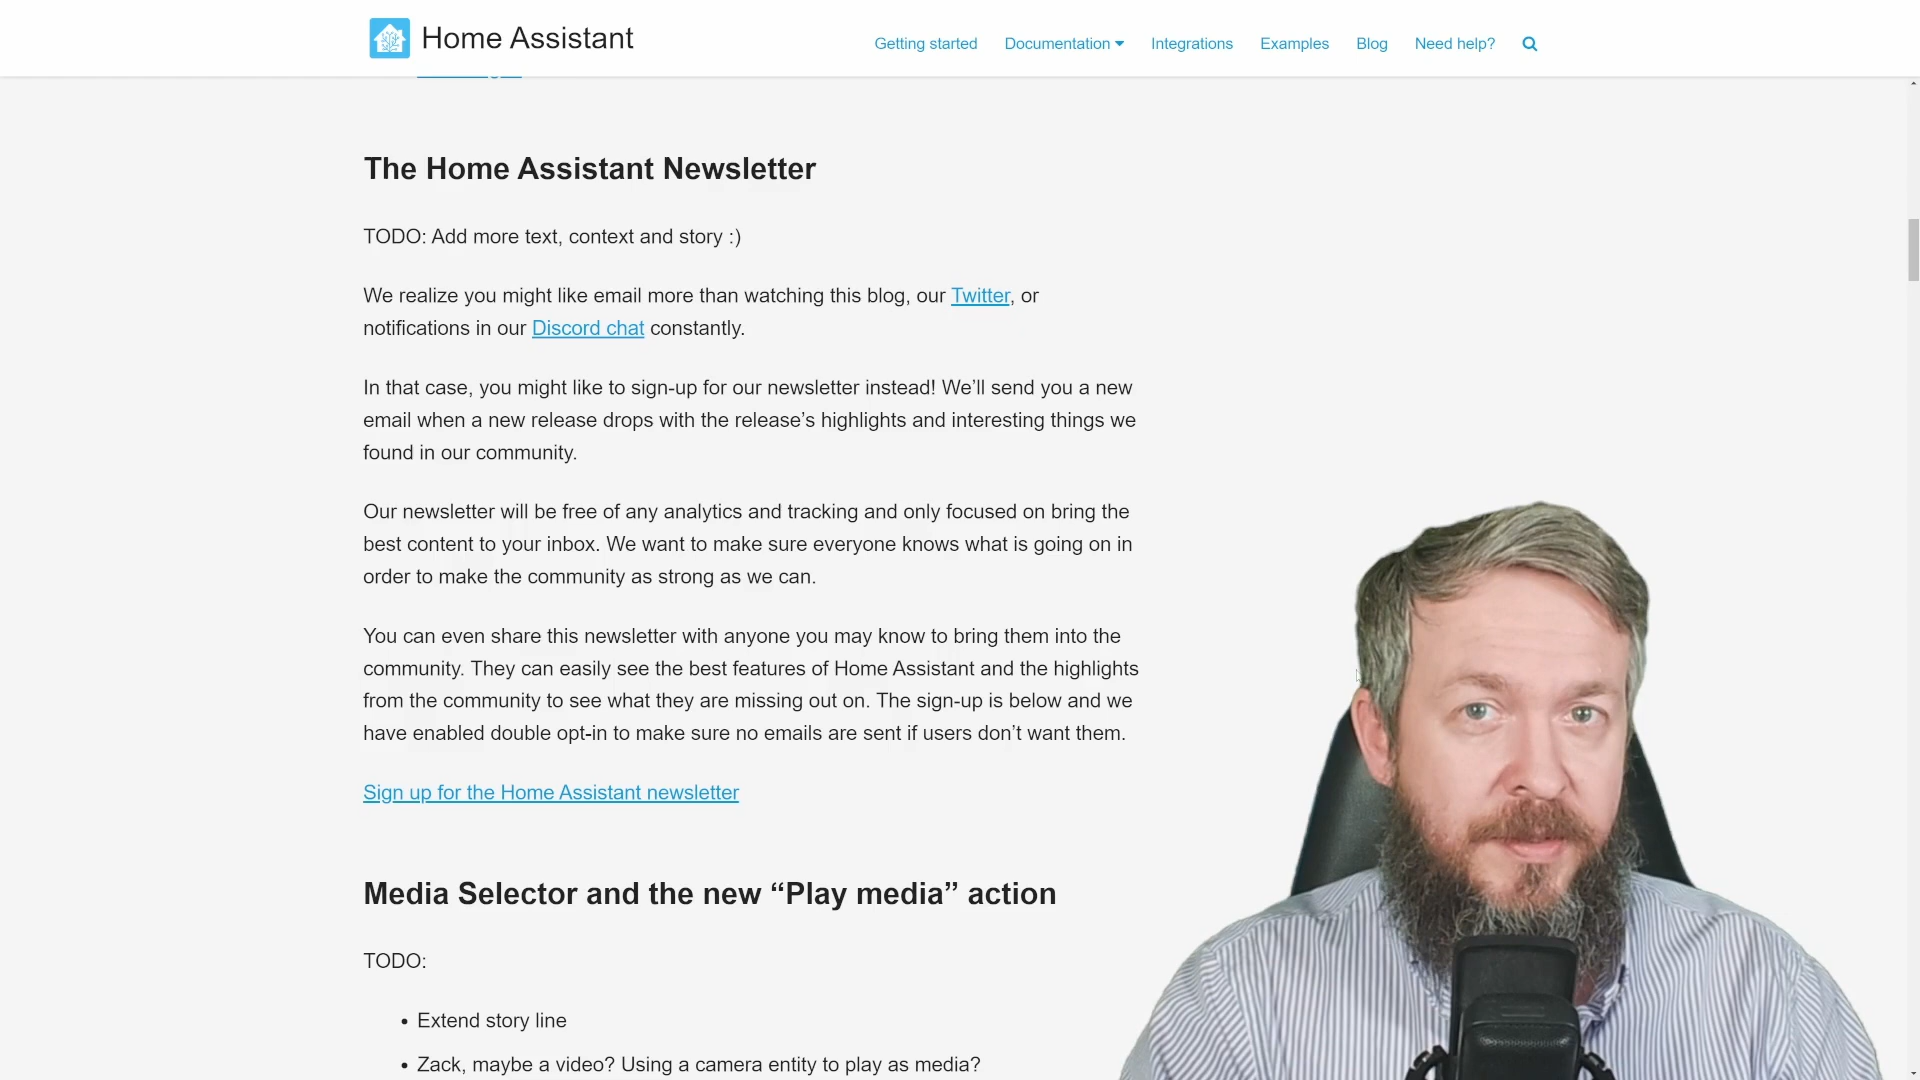 Home Assistant
Getting started
Documentation
Integrations
Examples
Blog
Need help?
The Home Assistant Newsletter
TODO: Add more text, context and story :)
We realize you might like email more than watching this blog, our Twitter, or
notifications in our Discord chat constantly.
In that case, you might like to sign-up for our newsletter instead! We’ll send you a new
email when a new release drops with the release’s highlights and interesting things we
found in our community.
Our newsletter will be free of any analytics and tracking and only focused on bring the
best content to your inbox. We want to make sure everyone knows what is going on in
order to make the community as strong as we can.
You can even share this newsletter with anyone you may know to bring them into the
community. They can easily see the best features of Home Assistant and the highlights
from the community to see what they are missing out on. The sign-up is below and we
have enabled double opt-in to make sure no emails are sent if users don’t want them.
Sign up for the Home Assistant newsletter
Media Selector and the new “Play media” action
TODO:
• Extend story line
• Zack, maybe a video? Using a camera entity to play as media?